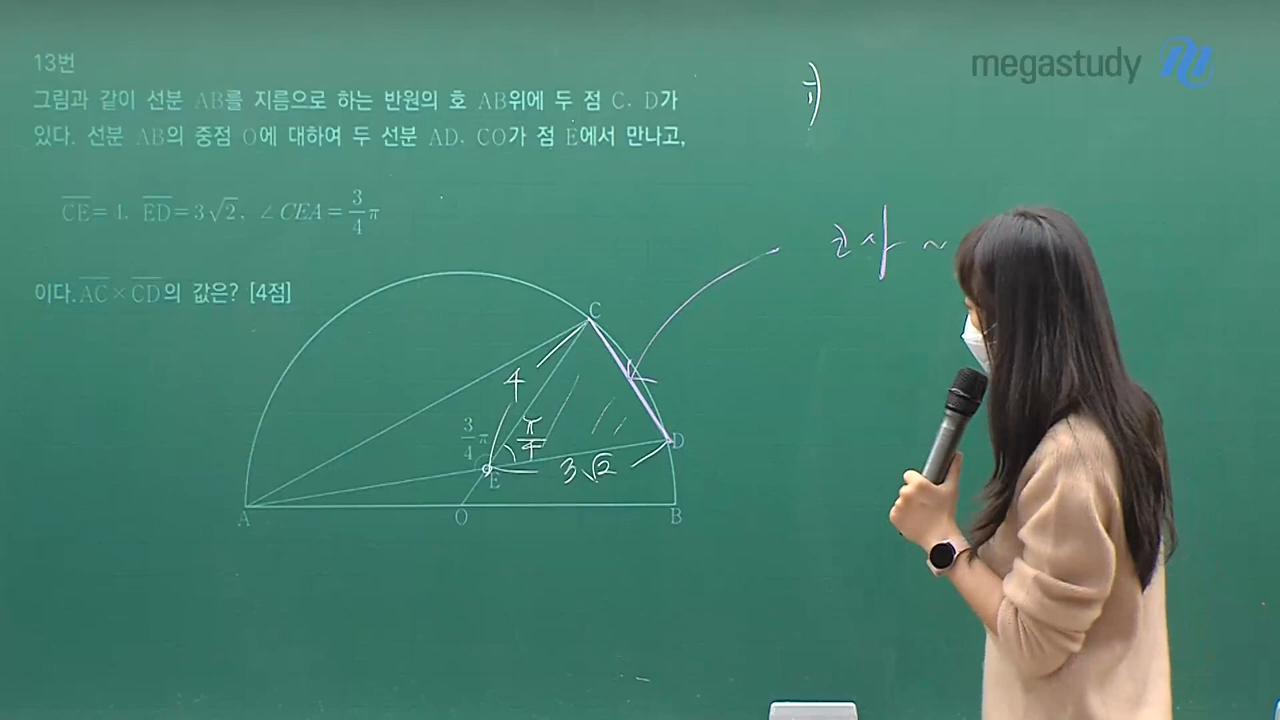 megastudy
13번
그림과 같이 선분 AB를 지름으로 하는 반원의 호 AB위에 두 점 C, D가
있다. 선분 AB의 중점 O에 대하여 두 선분 AD, CO가 점 E에서 만나고,
CE = 4, ED = 3√2, ∠CEA = 3/4 π
이다. AC × CD의 값은? [4점]
코사 ~
C
4
3/4 π
π/4
D
3√2
E
A
O
B